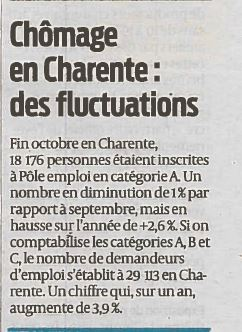 Chômage
en Charente :
des fluctuations
Fin octobre en Charente,
18 176 personnes étaient inscrites
à Pôle emploi en catégorie A. Un
nombre en diminution de 1% par
rapport à septembre, mais en
hausse sur l'année de +2,6%. Si on
comptabilise les catégories A, B et
C, le nombre de demandeurs
d'emploi s'établit à 29 113 en Cha-
rente. Un chiffre qui, sur un an,
augmente de 3,9%.